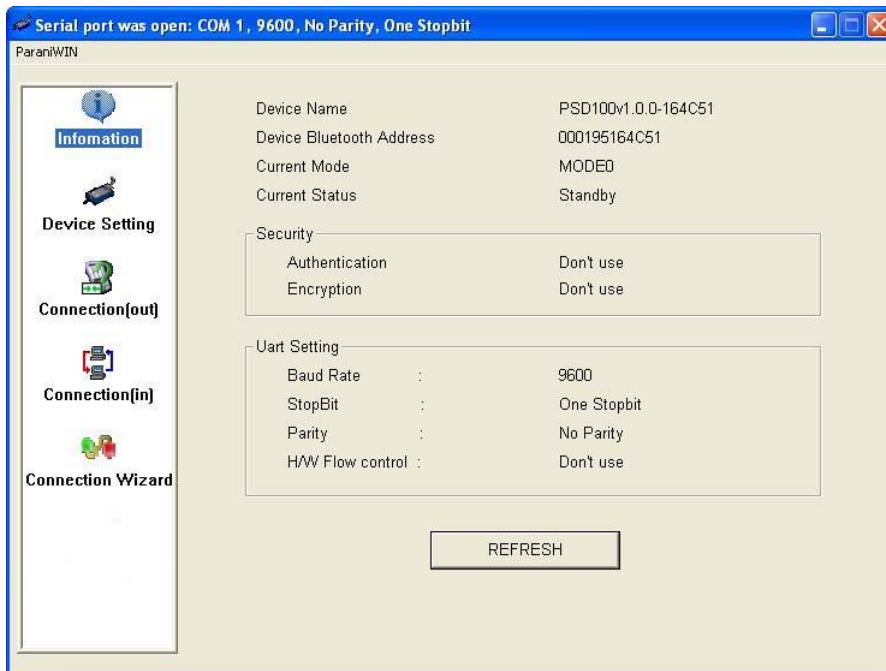 Serial port was open: COM 1, 9600, No Parity, One Stopbit
ParaniWIN
Infomation
Device Setting
Connection(out)
Connection(in)
Connection Wizard
Device Name PSD100v1.0.0-164C51
Device Bluetooth Address 000195164C51
Current Mode MODE0
Current Status Standby
Security
Authentication Don't use
Encryption Don't use
Uart Setting
Baud Rate : 9600
StopBit : One Stopbit
Parity : No Parity
H/W Flow control : Don't use
REFRESH